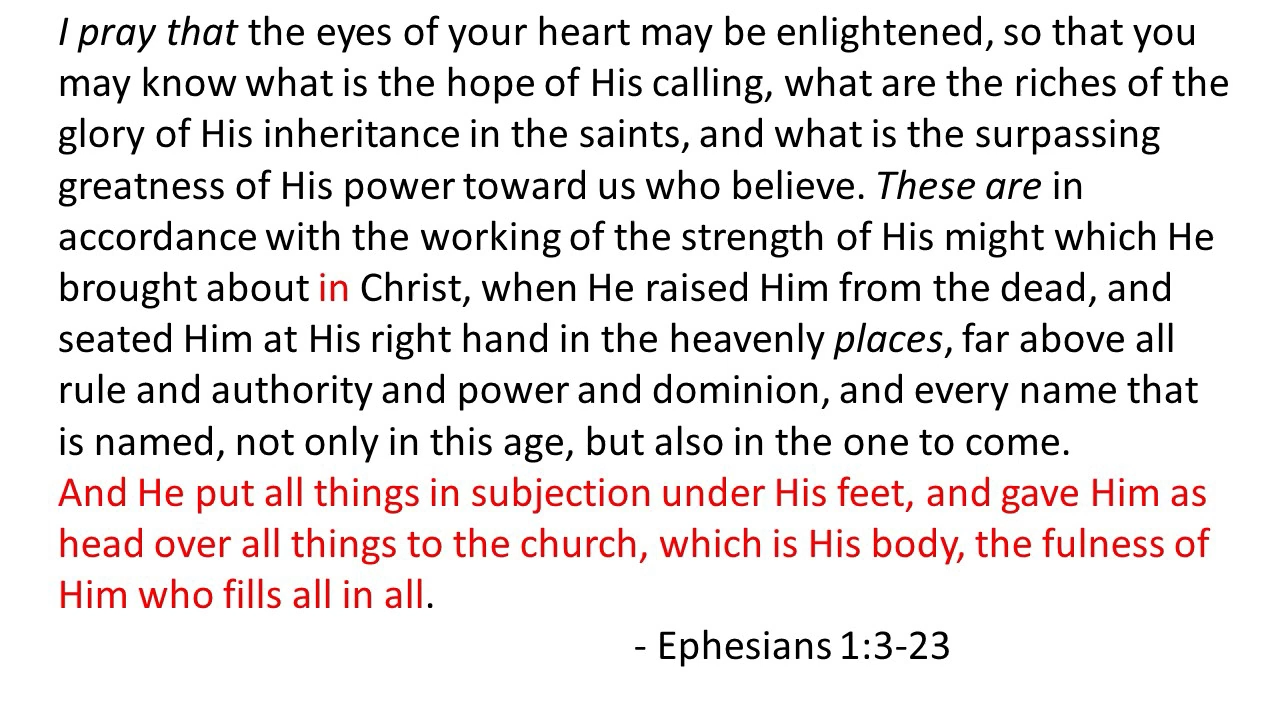 I pray that the eyes of your heart may be enlightened, so that you
may know what is the hope of His calling, what are the riches of the
glory of His inheritance in the saints, and what is the surpassing
greatness of His power toward us who believe. These are in
accordance with the working of the strength of His might which He
brought about in Christ, when He raised Him from the dead, and
seated Him at His right hand in the heavenly places, far above all
rule and authority and power and dominion, and every name that
is named, not only in this age, but also in the one to come.
And He put all things in subjection under His feet, and gave Him as
head over all things to the church, which is His body, the fulness of
Him who fills all in all.
- Ephesians 1:3-23